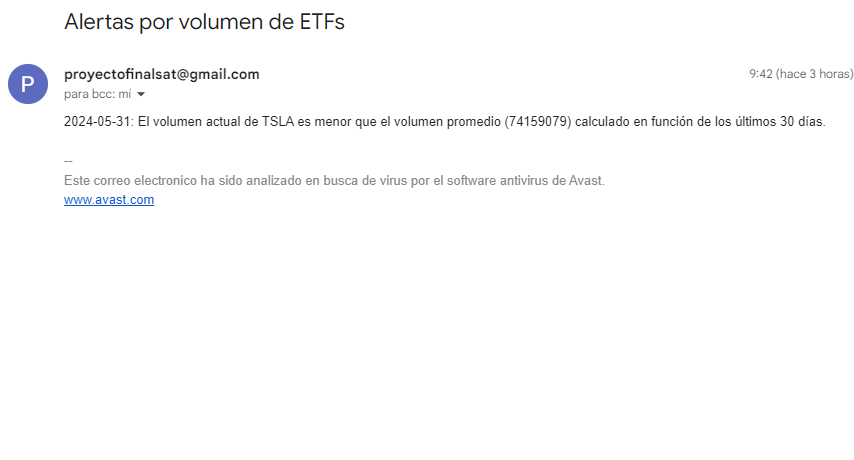 Alertas por volumen de ETFs
P
proyectofinalsat@gmail.com
9:42 (hace 3 horas)
para bcc: mí
2024-05-31: El volumen actual de TSLA es menor que el volumen promedio (74159079) calculado en función de los últimos 30 días.
--
Este correo electronico ha sido analizado en busca de virus por el software antivirus de Avast.
www.avast.com